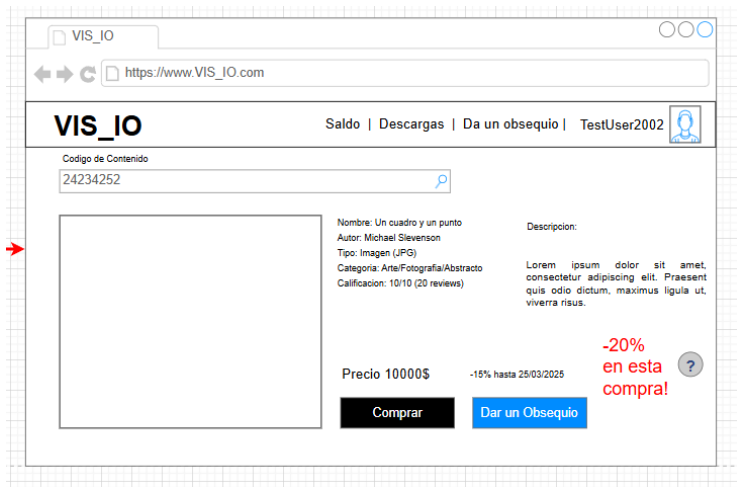 VIS_IO
https://www.VIS_IO.com
VIS_IO
Saldo | Descargas | Da un obsequio | TestUser2002
Codigo de Contenido
24234252
Nombre: Un cuadro y un punto
Autor: Michael Slevenson
Tipo: Imagen (JPG)
Categoria: Arte/Fotografia/Abstracto
Calificacion: 10/10 (20 reviews)
Descripcion:
Lorem ipsum dolor sit amet,
consectetur adipiscing elit. Praesent
quis odio dictum, maximus ligula ut,
viverra risus.
-20%
en esta
compra!
?
Precio 10000$
-15% hasta 25/03/2025
Comprar
Dar un Obsequio